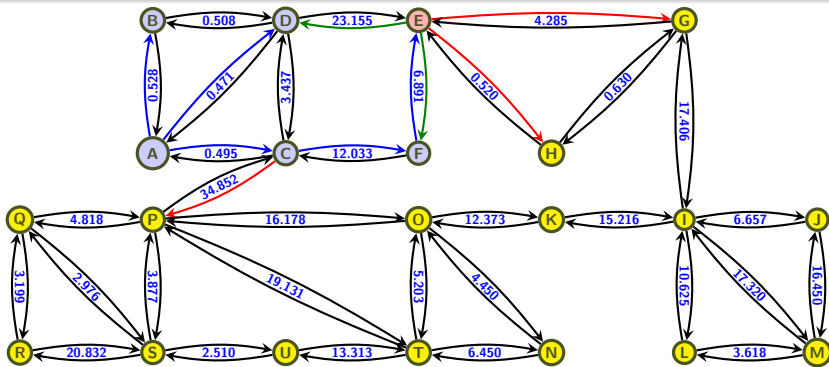 B 0.508 D 23.155 E 4.285 G
0.528 0.471 3.437 6.891 0.520 0.630 17.406
A 0.495 C 12.033 F H
34.852
Q 4.818 P 16.178 O 12.373 K 15.216 I 6.657 J
3.199 2.976 3.877 19.131 5.203 4.450 10.625 17.320 16.450
R 20.832 S 2.510 U 13.313 T 6.450 N L 3.618 M